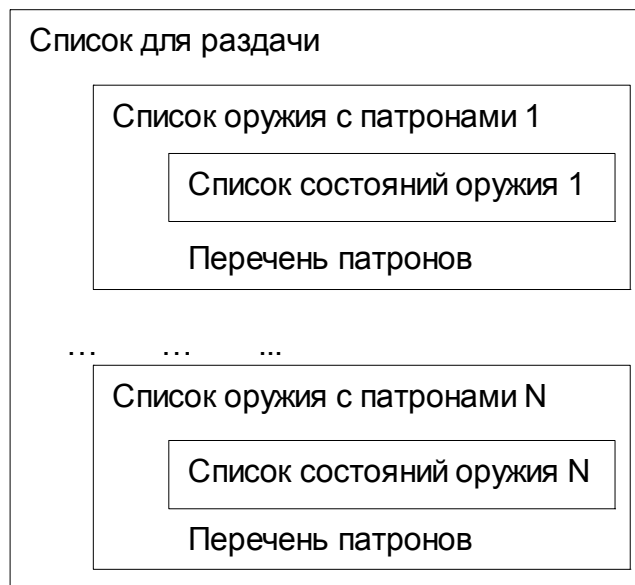 Список для раздачи
Список оружия с патронами 1
Список состояний оружия 1
Перечень патронов
... ... ...
Список оружия с патронами N
Список состояний оружия N
Перечень патронов